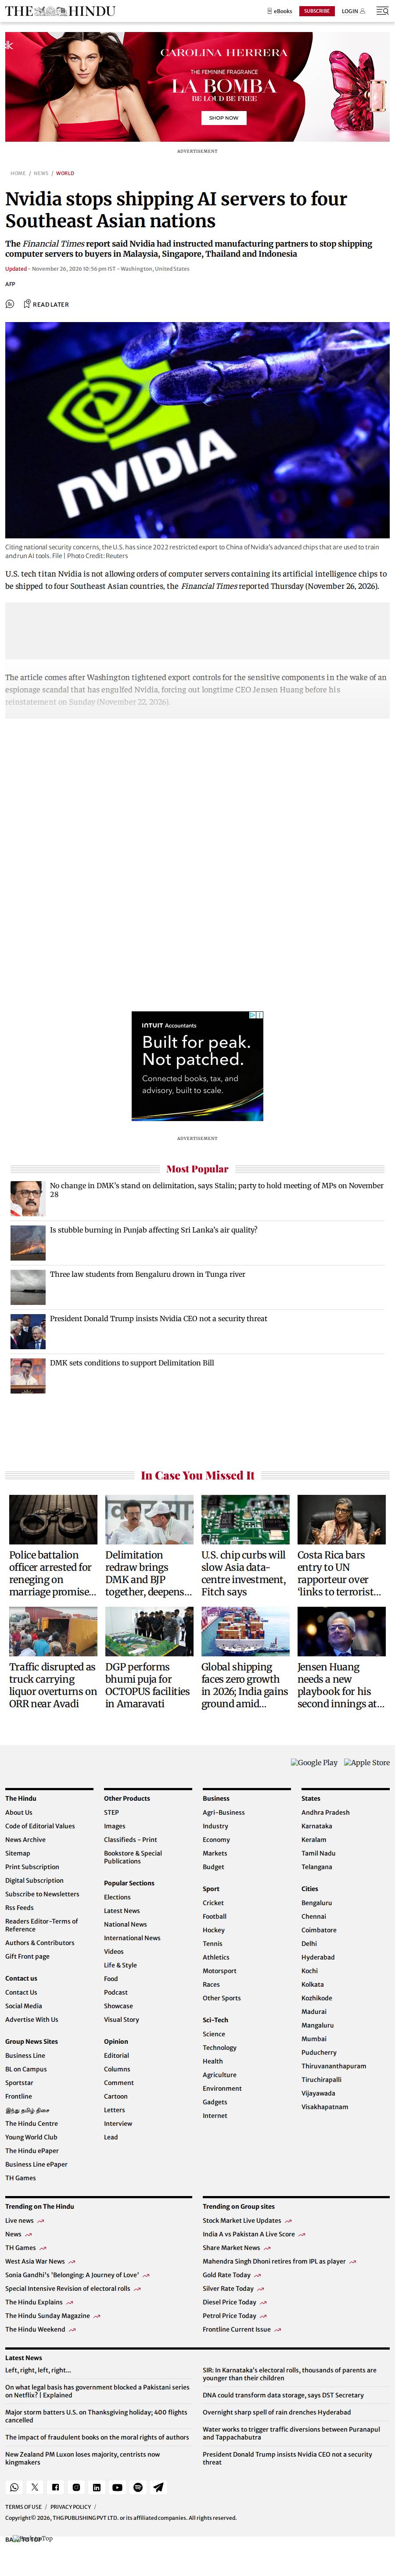 THE HINDU
eBooks
SUBSCRIBE
LOGIN
CAROLINA HERRERA
THE FEMININE FRAGRANCE
LA BOMBA
BE LOUD BE FREE
SHOP NOW
ADVERTISEMENT
HOME / NEWS / WORLD
Nvidia stops shipping AI servers to four
Southeast Asian nations
The Financial Times report said Nvidia had instructed manufacturing partners to stop shipping
computer servers to buyers in Malaysia, Singapore, Thailand and Indonesia
Updated - November 26, 2026 10:56 pm IST - Washington, United States
AFP
READ LATER
NVIDIA
Citing national security concerns, the U.S. has since 2022 restricted export to China of Nvidia's advanced chips that are used to train
and run AI tools. File | Photo Credit: Reuters
U.S. tech titan Nvidia is not allowing orders of computer servers containing its artificial intelligence chips to
be shipped to four Southeast Asian countries, the Financial Times reported Thursday (November 26, 2026).
The article comes after Washington tightened export controls for the sensitive components in the wake of an
espionage scandal that has engulfed Nvidia, forcing out longtime CEO Jensen Huang before his
reinstatement on Sunday (November 22, 2026).
INTUIT Accountants
Built for peak.
Not patched.
Connected books, tax, and
advisory, built to scale.
ADVERTISEMENT
Most Popular
No change in DMK's stand on delimitation, says Stalin; party to hold meeting of MPs on November
28
Is stubble burning in Punjab affecting Sri Lanka's air quality?
Three law students from Bengaluru drown in Tunga river
President Donald Trump insists Nvidia CEO not a security threat
DMK sets conditions to support Delimitation Bill
In Case You Missed It
Police battalion
officer arrested for
reneging on
marriage promise...
Delimitation
redraw brings
DMK and BJP
together, deepens...
U.S. chip curbs will
slow Asia data-
centre investment,
Fitch says
Costa Rica bars
entry to UN
rapporteur over
'links to terrorist...
Traffic disrupted as
truck carrying
liquor overturns on
ORR near Avadi
DGP performs
bhumi puja for
OCTOPUS facilities
in Amaravati
Global shipping
faces zero growth
in 2026; India gains
ground amid...
Jensen Huang
needs a new
playbook for his
second innings at...
Google Play
Apple Store
The Hindu
About Us
Code of Editorial Values
News Archive
Sitemap
Print Subscription
Digital Subscription
Subscribe to Newsletters
Rss Feeds
Readers Editor-Terms of
Reference
Authors & Contributors
Gift Front page
Contact us
Contact Us
Social Media
Advertise With Us
Group News Sites
Business Line
BL on Campus
Sportstar
Frontline
இந்து தமிழ் திசை
The Hindu Centre
Young World Club
The Hindu ePaper
Business Line ePaper
TH Games
Other Products
STEP
Images
Classifieds - Print
Bookstore & Special
Publications
Popular Sections
Elections
Latest News
National News
International News
Videos
Life & Style
Food
Podcast
Showcase
Visual Story
Opinion
Editorial
Columns
Comment
Cartoon
Letters
Interview
Lead
Business
Agri-Business
Industry
Economy
Markets
Budget
Sport
Cricket
Football
Hockey
Tennis
Athletics
Motorsport
Races
Other Sports
Sci-Tech
Science
Technology
Health
Agriculture
Environment
Gadgets
Internet
States
Andhra Pradesh
Karnataka
Keralam
Tamil Nadu
Telangana
Cities
Bengaluru
Chennai
Coimbatore
Delhi
Hyderabad
Kochi
Kolkata
Kozhikode
Madurai
Mangaluru
Mumbai
Puducherry
Thiruvananthapuram
Tiruchirapalli
Vijayawada
Visakhapatnam
Trending on The Hindu
Live news
News
TH Games
West Asia War News
Sonia Gandhi's 'Belonging: A Journey of Love'
Special Intensive Revision of electoral rolls
The Hindu Explains
The Hindu Sunday Magazine
The Hindu Weekend
Trending on Group sites
Stock Market Live Updates
India A vs Pakistan A Live Score
Share Market News
Mahendra Singh Dhoni retires from IPL as player
Gold Rate Today
Silver Rate Today
Diesel Price Today
Petrol Price Today
Frontline Current Issue
Latest News
Left, right, left, right...
On what legal basis has government blocked a Pakistani series
on Netflix? | Explained
Major storm batters U.S. on Thanksgiving holiday; 400 flights
cancelled
The impact of fraudulent books on the moral rights of authors
New Zealand PM Luxon loses majority, centrists now
kingmakers
SIR: In Karnataka's electoral rolls, thousands of parents are
younger than their children
DNA could transform data storage, says DST Secretary
Overnight sharp spell of rain drenches Hyderabad
Water works to trigger traffic diversions between Puranapul
and Tappachabutra
President Donald Trump insists Nvidia CEO not a security
threat
TERMS OF USE / PRIVACY POLICY /
Copyright© 2026, THG PUBLISHING PVT LTD. or its affiliated companies. All rights reserved.
BACK TO TOP